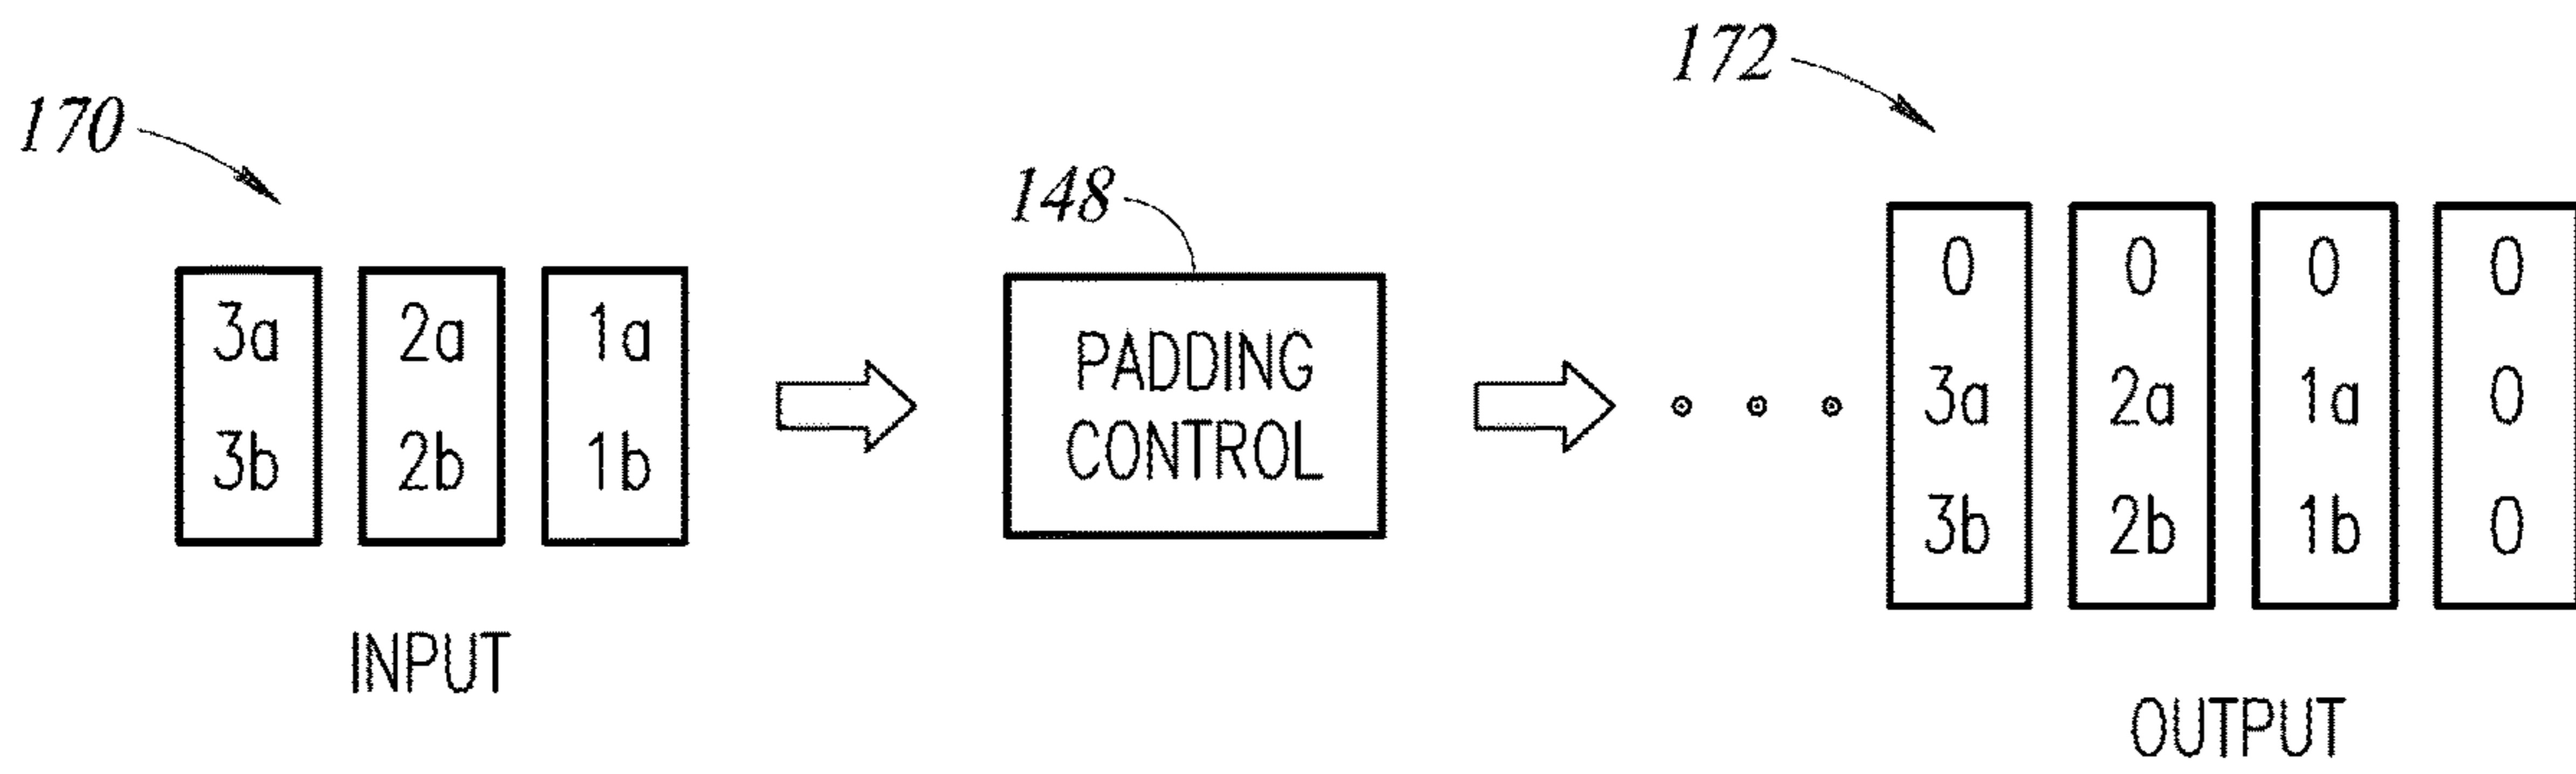 172
170
148
0 0 0 0
3a 2a 1a
PADDING
3a 2a 1a 0
CONTROL
3b 2b 1b
3b 2b 1b 0
INPUT
OUTPUT